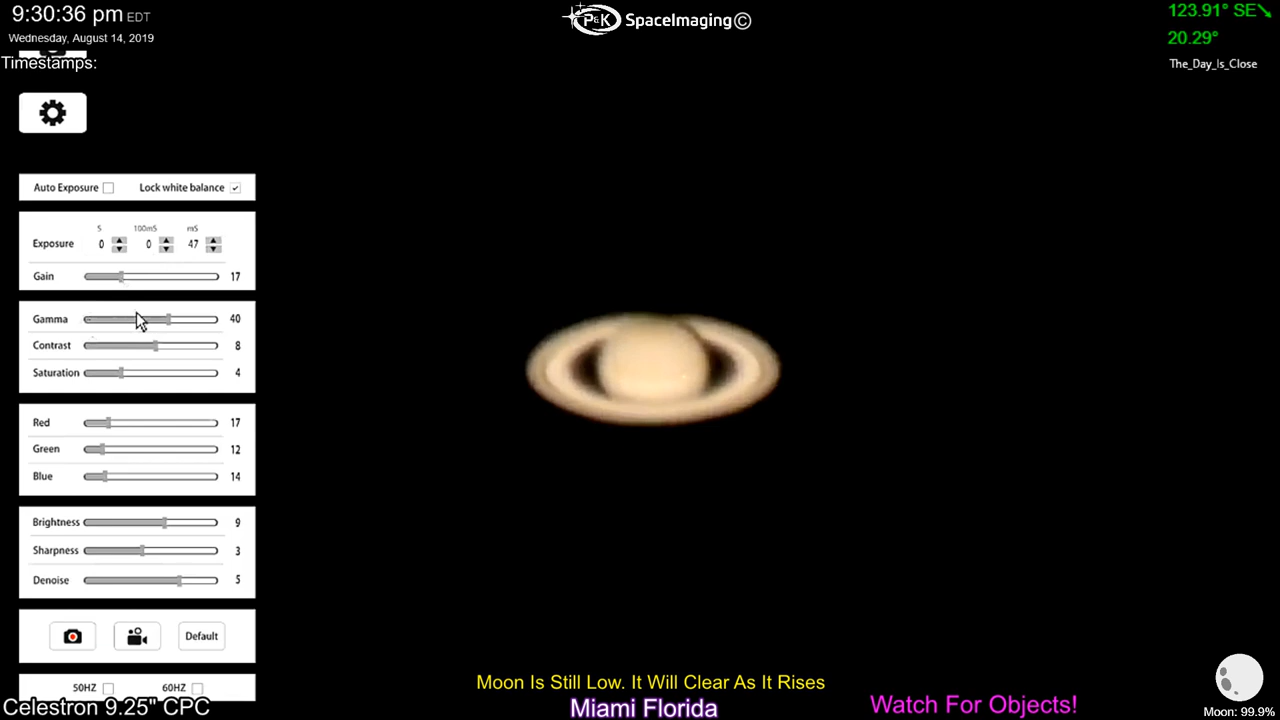 9:30:36 pm EDT
Wednesday, August 14, 2019
Timestamps:
P&K SpaceImaging©
123.91° SE↘
20.29°
The_Day_Is_Close
Auto Exposure Lock white balance
S 100mS mS
Exposure 0 0 47
Gain 17
Gamma 40
Contrast 8
Saturation 4
Red 17
Green 12
Blue 14
Brightness 9
Sharpness 3
Denoise 5
Default
50HZ 60HZ
Celestron 9.25" CPC
Moon Is Still Low. It Will Clear As It Rises
Miami Florida
Watch For Objects!
Moon: 99.9%